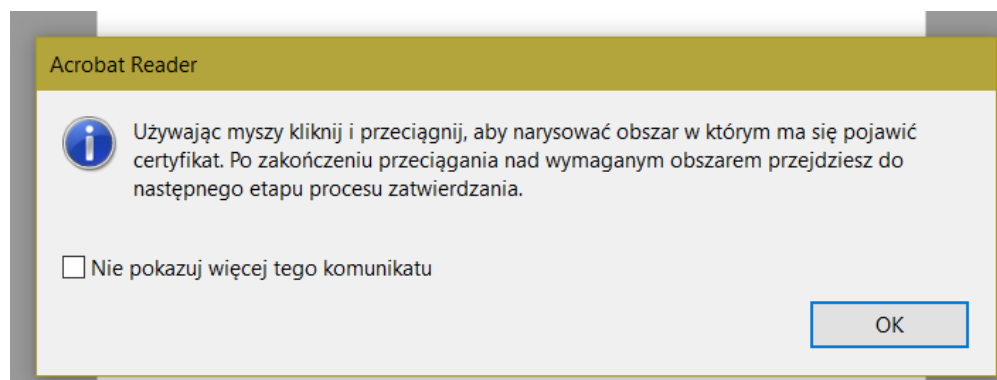 Acrobat Reader
Używając myszy kliknij i przeciągnij, aby narysować obszar w którym ma się pojawić
certyfikat. Po zakończeniu przeciągania nad wymaganym obszarem przejdziesz do
następnego etapu procesu zatwierdzania.
Nie pokazuj więcej tego komunikatu
OK